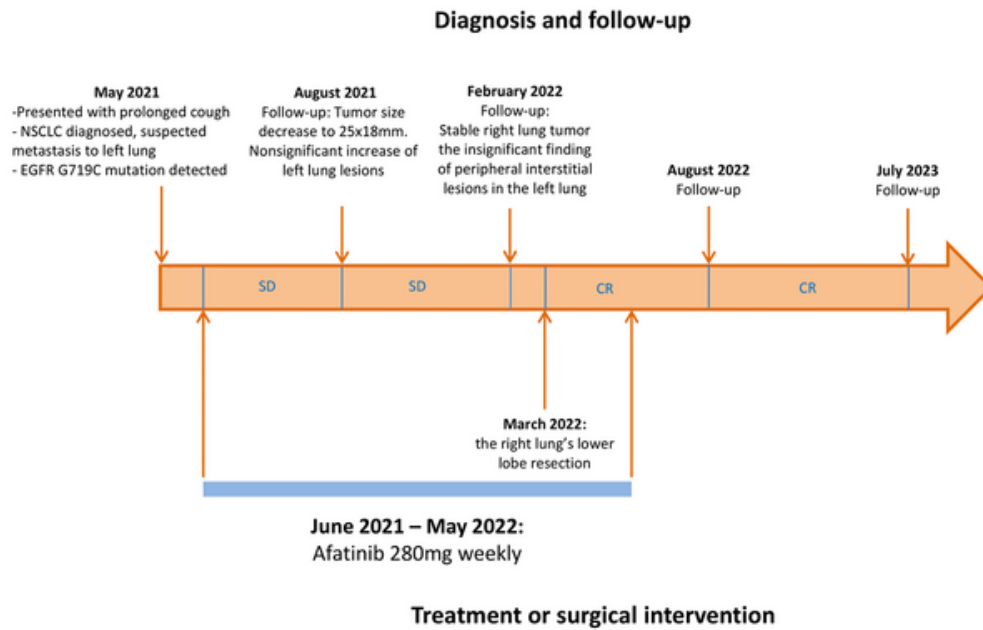 Diagnosis and follow-up
May 2021
-Presented with prolonged cough
- NSCLC diagnosed, suspected
metastasis to left lung
- EGFR G719C mutation detected
August 2021
Follow-up: Tumor size
decrease to 25x18mm.
Nonsignificant increase of
left lung lesions
February 2022
Follow-up:
Stable right lung tumor
the insignificant finding
of peripheral interstitial
lesions in the left lung
August 2022
Follow-up
July 2023
Follow-up
SD
SD
CR
CR
March 2022:
the right lung's lower
lobe resection
June 2021 – May 2022:
Afatinib 280mg weekly
Treatment or surgical intervention